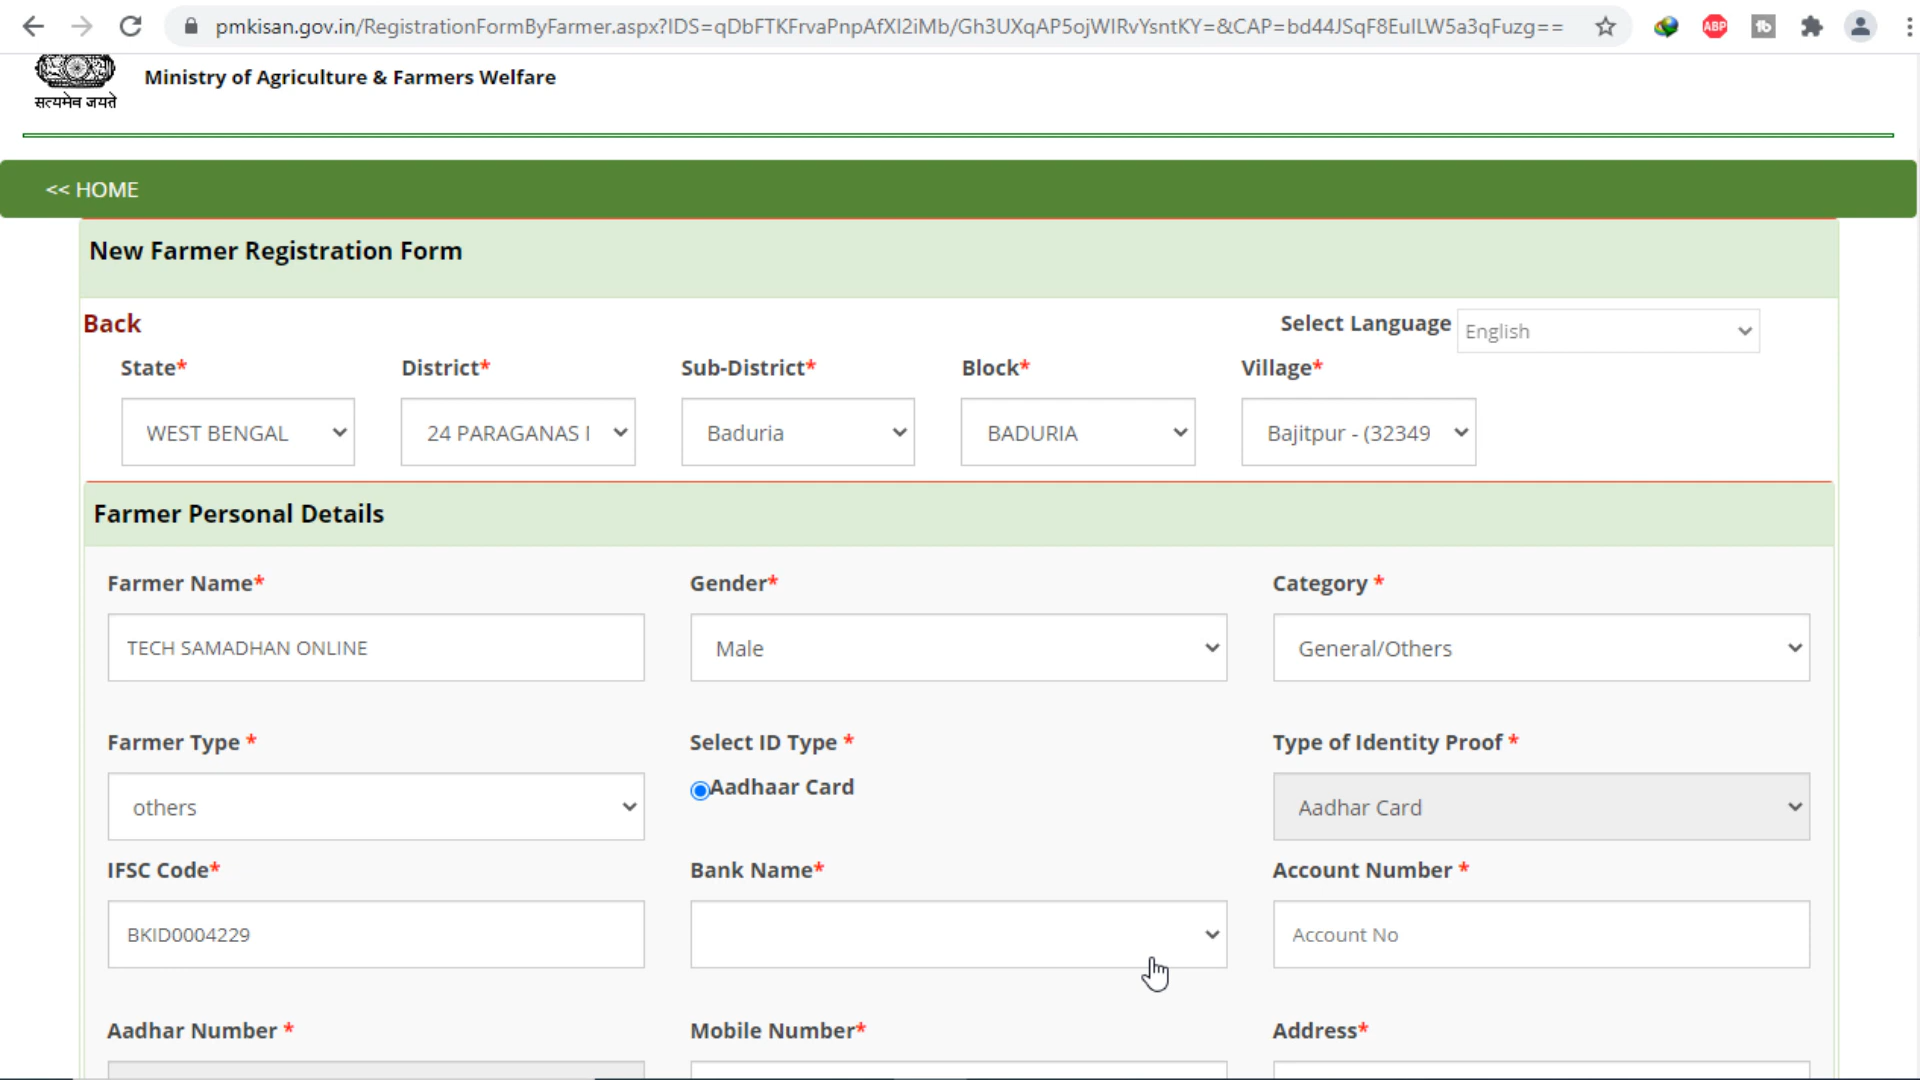 pmkisan.gov.in/RegistrationFormByFarmer.aspx?IDS=qDbFTKFrvaPnpAfXI2iMb/Gh3UXqAP5ojWIRvYsntKY=&CAP=bd44JSqF8EuILW5a3qFuzg==
ABP
सत्यमेव जयते
Ministry of Agriculture & Farmers Welfare
<< HOME
New Farmer Registration Form
Back
Select Language English
State* District* Sub-District* Block* Village*
WEST BENGAL 24 PARAGANAS Baduria BADURIA Bajitpur - (32349
Farmer Personal Details
Farmer Name* Gender* Category *
TECH SAMADHAN ONLINE Male General/Others
Farmer Type * Select ID Type * Type of Identity Proof *
Aadhaar Card
others Aadhar Card
IFSC Code* Bank Name* Account Number *
BKID0004229 Account No
Aadhar Number * Mobile Number* Address*